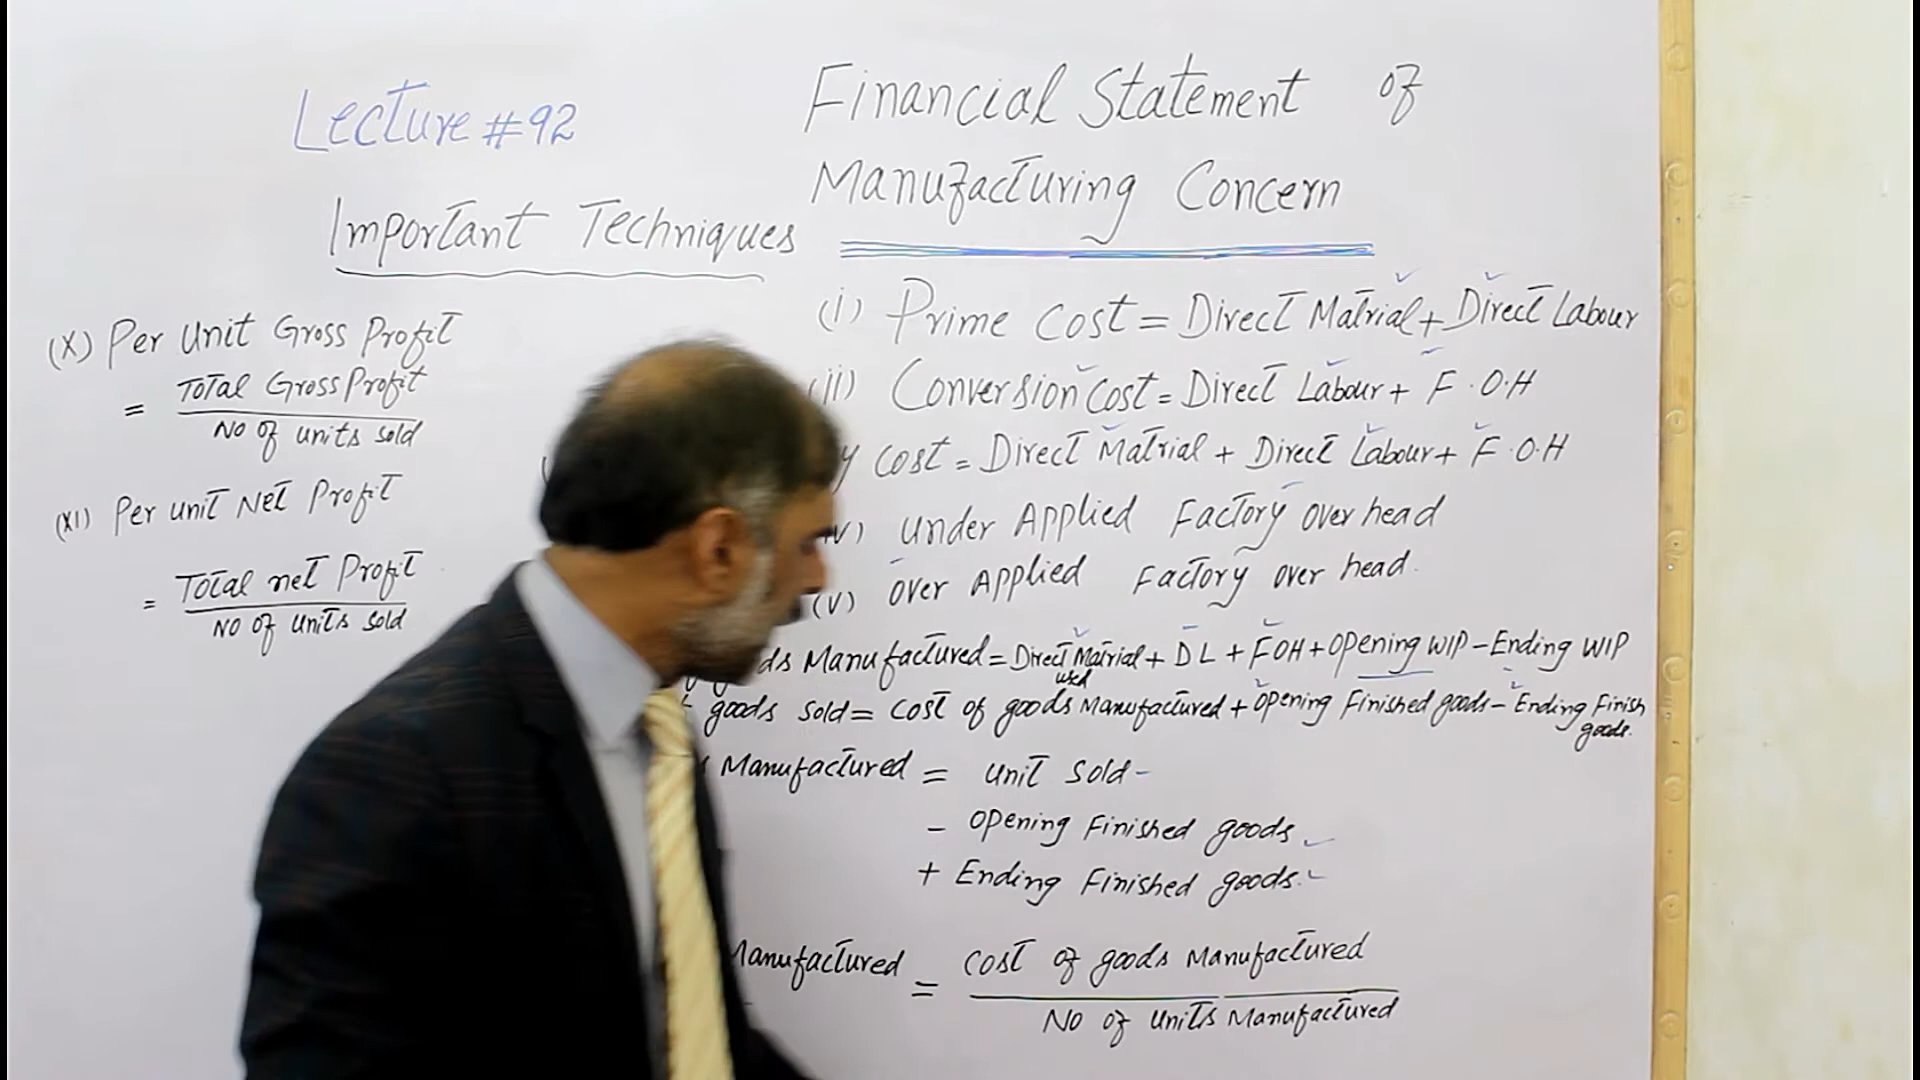 Lecture #92
Financial Statement of
Manufacturing Concern
Important Techniques
(i) Prime Cost = Direct Matrial + Direct Labour
(ii) Conversion Cost = Direct Labour + F.O.H
Cost = Direct Matrial + Direct Labour + F.O.H
under Applied Factory over head
(v) over Applied Factory over head.
Manufactured = Direct Matrial used + DL + FOH + opening WIP - Ending WIP
goods sold = cost of goods Manufactured + opening Finished goods - Ending Finish goods.
Manufactured = unit sold -
- opening Finished goods
+ Ending Finished goods.
Manufactured = cost of goods Manufactured
No of units Manufactured
(X) Per Unit Gross Profit
= Total Gross Profit
No of units sold
(XI) Per unit Net Profit
= Total net Profit
No of units sold